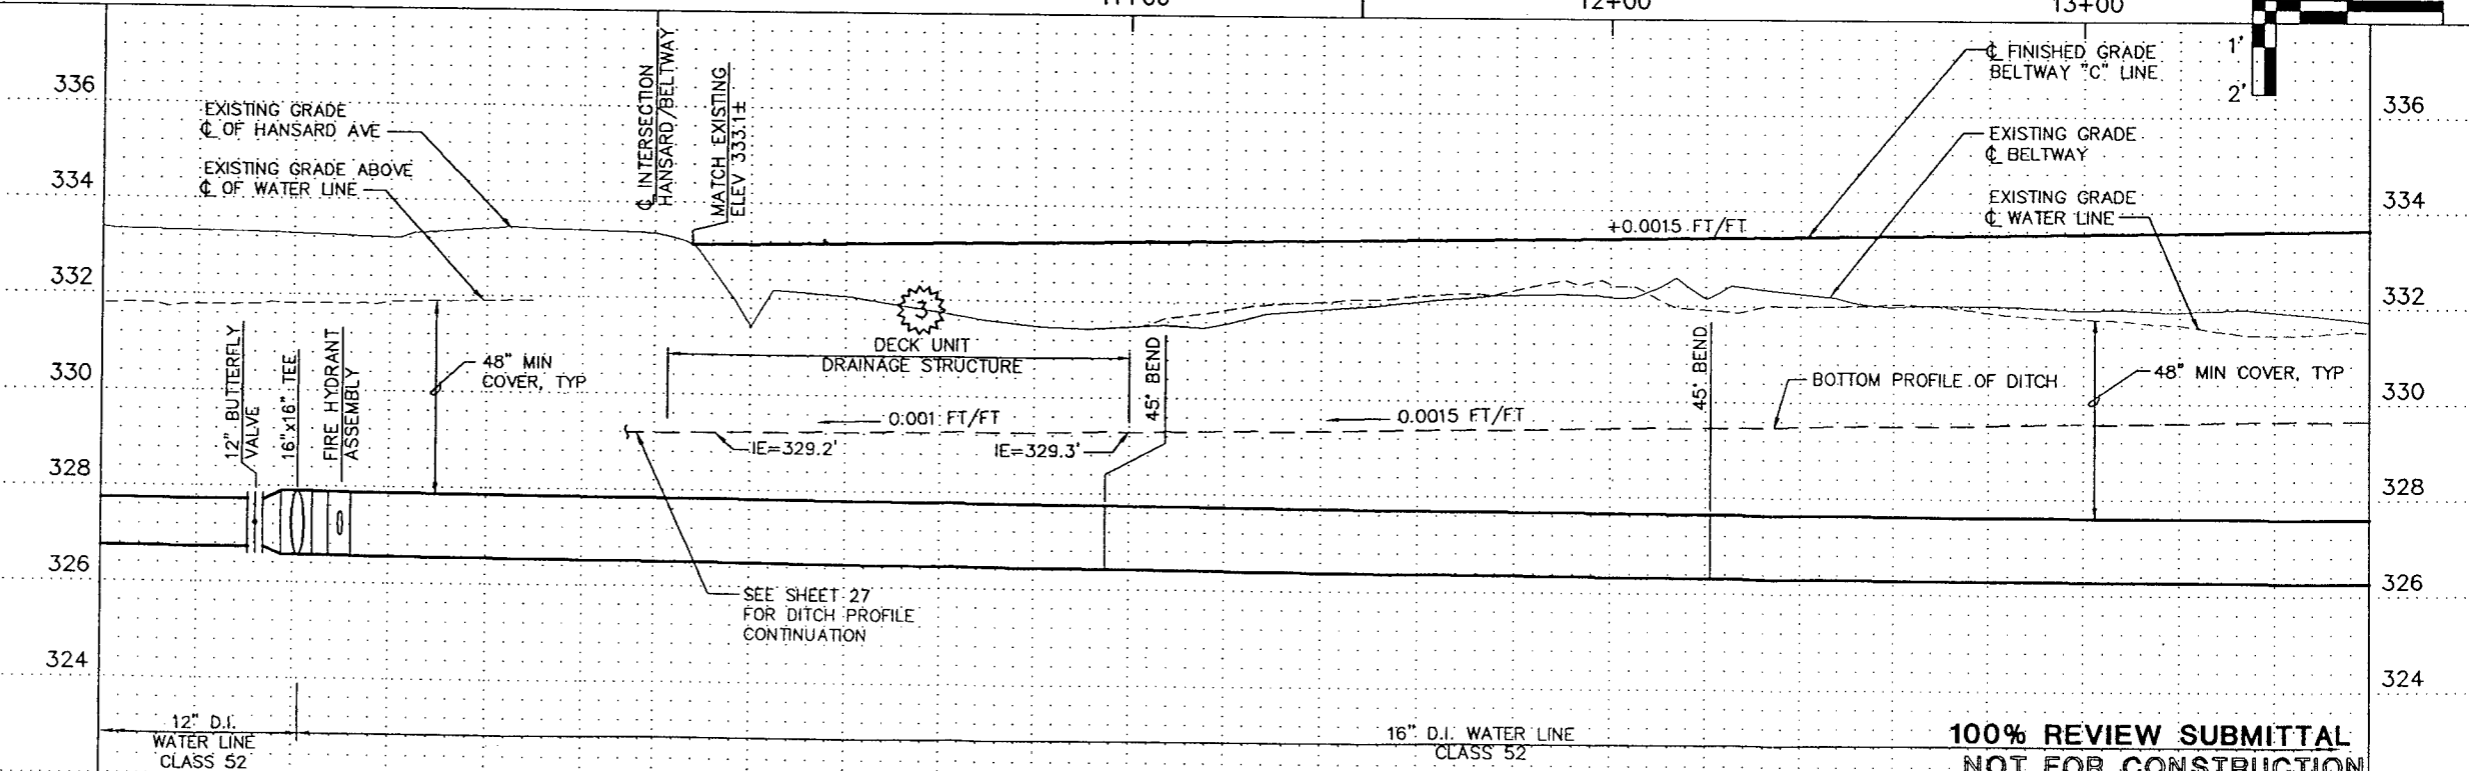 12+00
13+00
1'
2'
336
334
332
330
328
326
324
336
334
332
330
328
326
324
EXISTING GRADE
℄ OF HANSARD AVE
EXISTING GRADE ABOVE
℄ OF WATER LINE
℄ INTERSECTION
HANSARD/BELTWAY
MATCH EXISTING
ELEV 333.1±
℄ FINISHED GRADE
BELTWAY "C" LINE
EXISTING GRADE
℄ BELTWAY
EXISTING GRADE
℄ WATER LINE
+0.0015 FT/FT
3
DECK UNIT
DRAINAGE STRUCTURE
12" BUTTERFLY
VALVE
16"x16" TEE
FIRE HYDRANT
ASSEMBLY
48" MIN
COVER, TYP
45° BEND
45° BEND
0.001 FT/FT
IE=329.2'
IE=329.3'
0.0015 FT/FT
BOTTOM PROFILE OF DITCH
48" MIN COVER, TYP
SEE SHEET 27
FOR DITCH PROFILE
CONTINUATION
12" D.I.
WATER LINE
CLASS 52
16" D.I. WATER LINE
CLASS 52
100% REVIEW SUBMITTAL
NOT FOR CONSTRUCTION